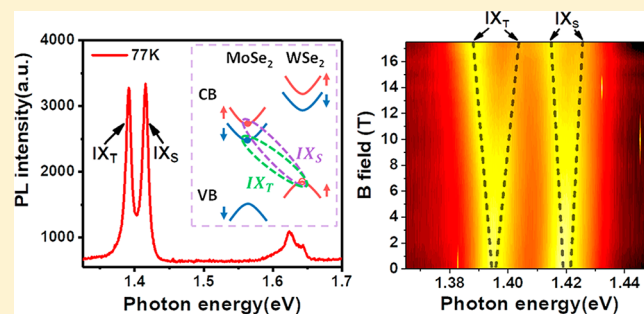 4000
3000
2000
1000
PL intensity(a.u.)
77K
IX_T
IX_S
MoSe₂ WSe₂
CB
IX_S
IX_T
VB
1.4 1.5 1.6 1.7
Photon energy(eV)
IX_T IX_S
16
14
12
10
8
6
4
2
0
B field (T)
1.38 1.40 1.42 1.44
Photon energy(eV)